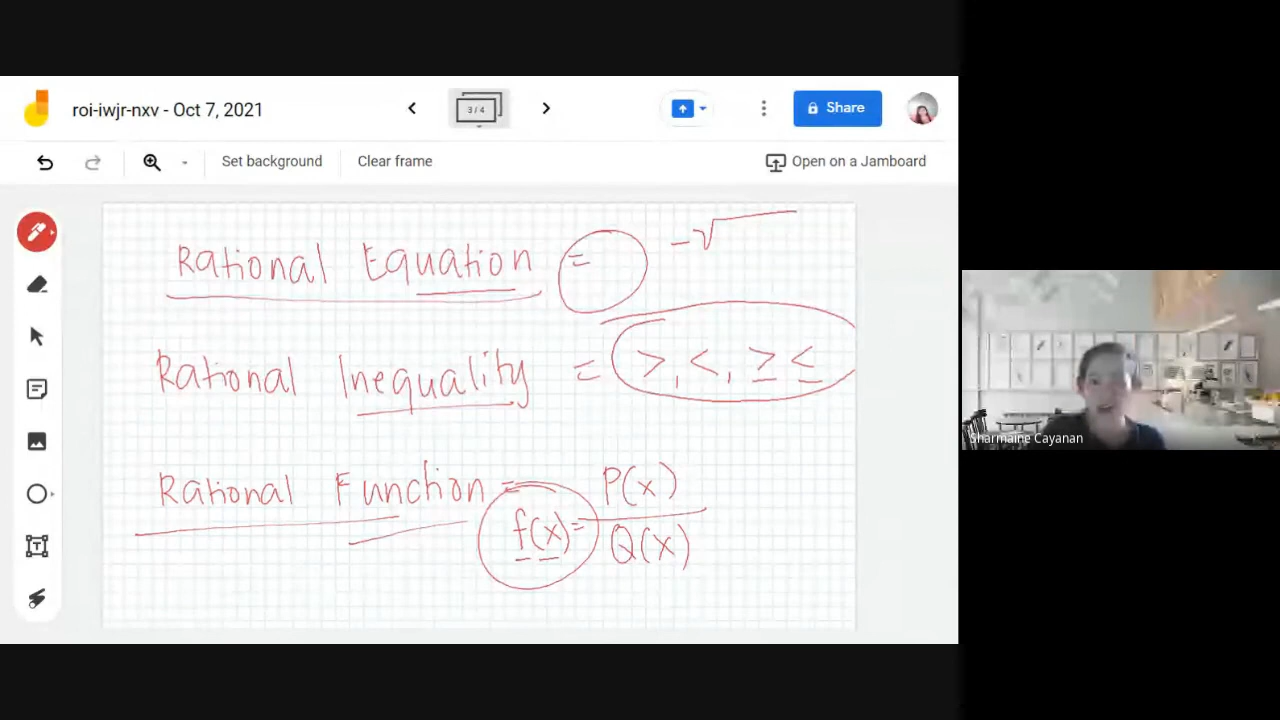 roi-iwjr-nxv - Oct 7, 2021
3 / 4
Share
Set background
Clear frame
Open on a Jamboard
Rational Equation = -√
Rational Inequality = >, <, ≥ ≤
Rational Function = P(x)
f(x) = Q(x)
Sharmaine Cayanan